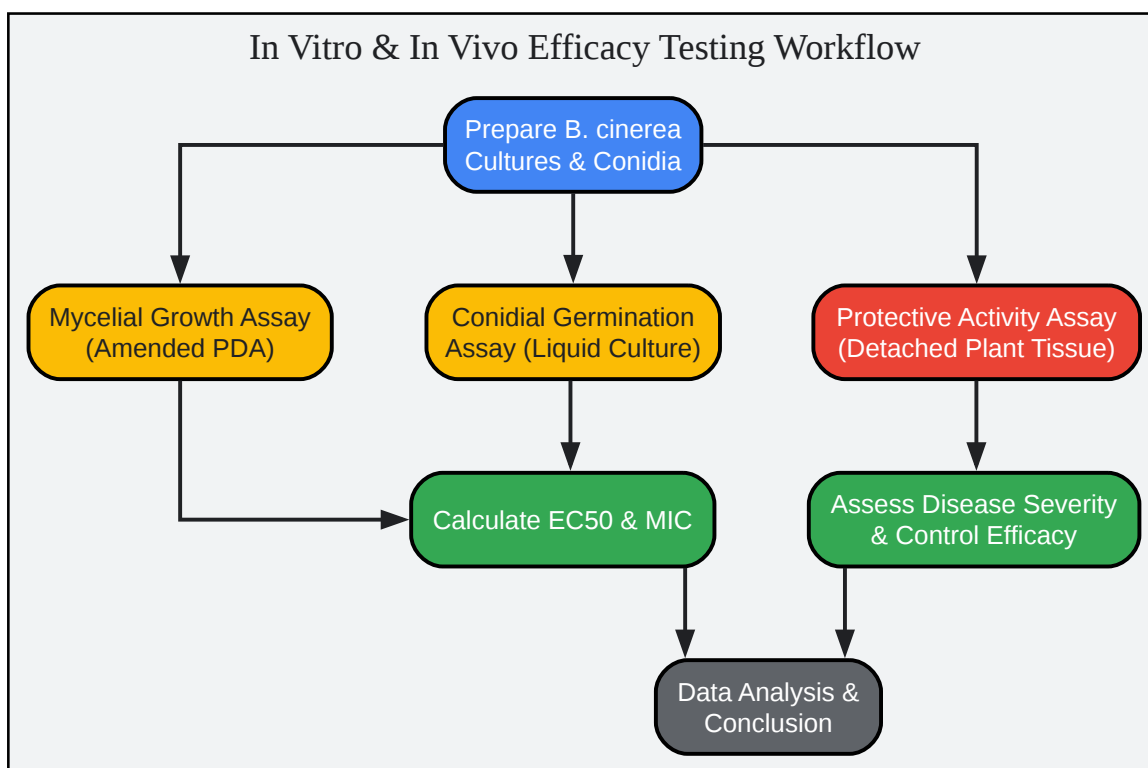 In Vitro & In Vivo Efficacy Testing Workflow
Prepare B. cinerea
Cultures & Conidia
Mycelial Growth Assay
(Amended PDA)
Conidial Germination
Assay (Liquid Culture)
Protective Activity Assay
(Detached Plant Tissue)
Calculate EC50 & MIC
Assess Disease Severity
& Control Efficacy
Data Analysis &
Conclusion